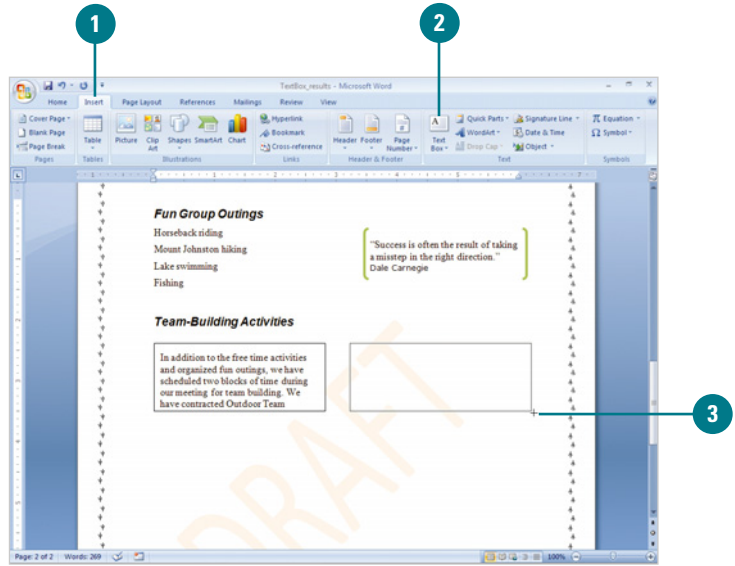 1
2
TextBox_results - Microsoft Word
Home Insert Page Layout References Mailings Review View
Cover Page
Blank Page
Page Break
Pages
Table
Tables
Picture Clip Art Shapes SmartArt Chart
Illustrations
Hyperlink
Bookmark
Cross-reference
Links
Header Footer Page Number
Header & Footer
A
Text Box
Quick Parts
WordArt
Drop Cap
Signature Line
Date & Time
Object
Text
π Equation
Ω Symbol
Symbols
Fun Group Outings
Horseback riding
Mount Johnston hiking
Lake swimming
Fishing
“Success is often the result of taking
a misstep in the right direction.”
Dale Carnegie
Team-Building Activities
In addition to the free time activities
and organized fun outings, we have
scheduled two blocks of time during
our meeting for team building. We
have contracted Outdoor Team
3
DRAFT
Page: 2 of 2 Words: 269
100%